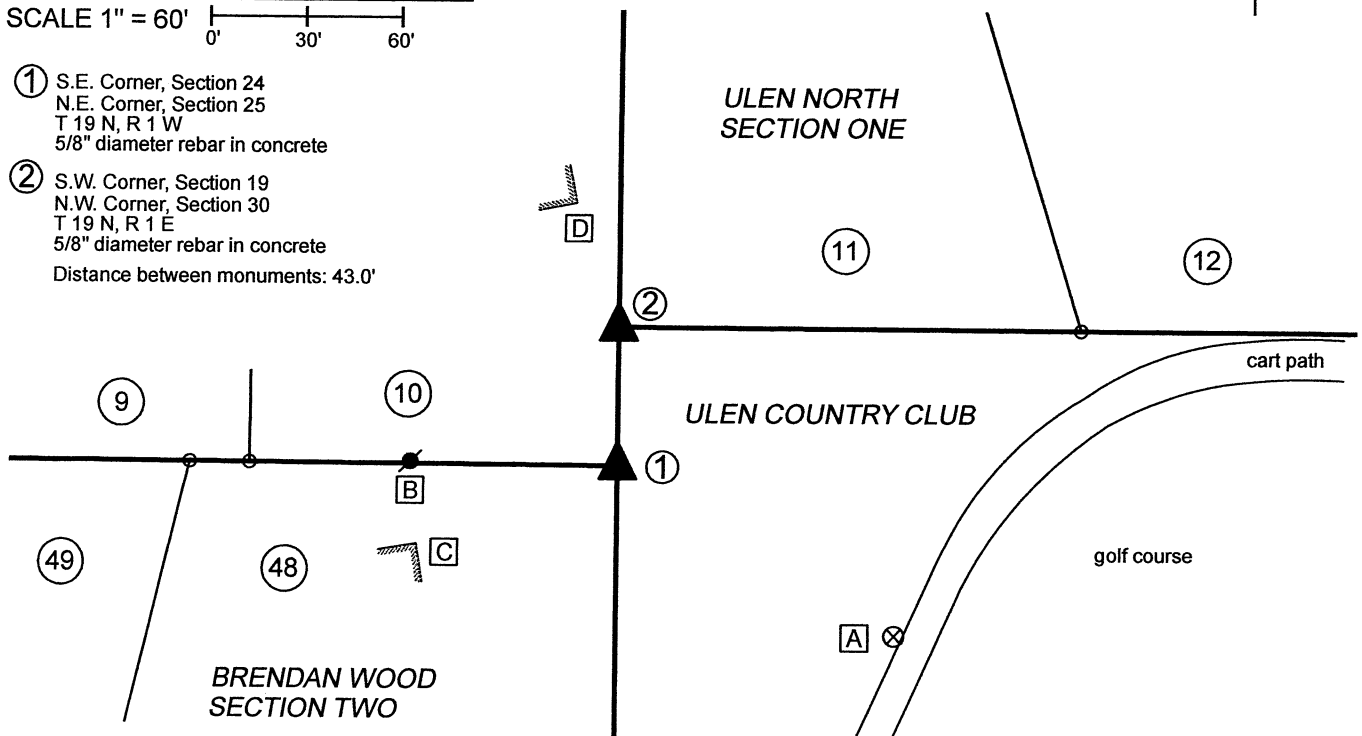 SCALE 1" = 60'
0' 30' 60'
1 S.E. Corner, Section 24
N.E. Corner, Section 25
T 19 N, R 1 W
5/8" diameter rebar in concrete
2 S.W. Corner, Section 19
N.W. Corner, Section 30
T 19 N, R 1 E
5/8" diameter rebar in concrete
Distance between monuments: 43.0'
ULEN NORTH
SECTION ONE
D
11
12
2
cart path
9
10
ULEN COUNTRY CLUB
1
B
49
48
C
golf course
A
BRENDAN WOOD
SECTION TWO